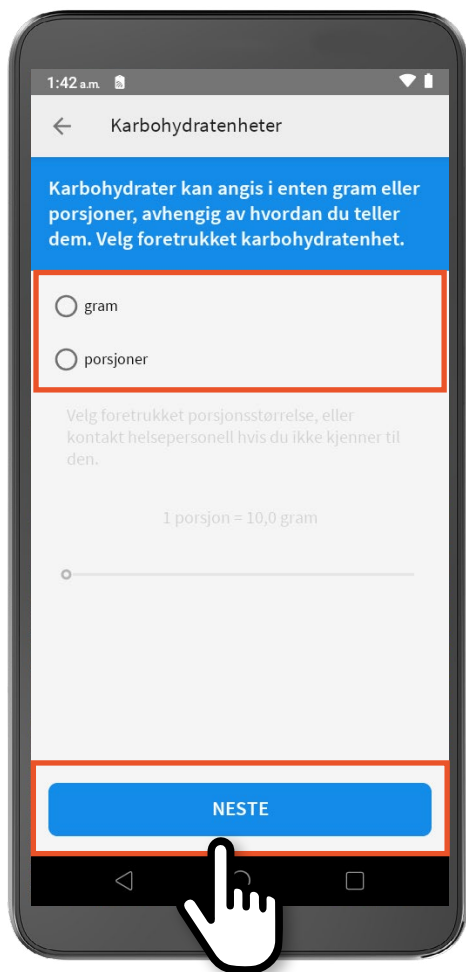 1:42 a.m.
Karbohydratenheter
Karbohydrater kan angis i enten gram eller
porsjoner, avhengig av hvordan du teller
dem. Velg foretrukket karbohydratenhet.
gram
porsjoner
Velg foretrukket porsjonsstørrelse, eller
kontakt helsepersonell hvis du ikke kjenner til
den.
1 porsjon = 10,0 gram
NESTE